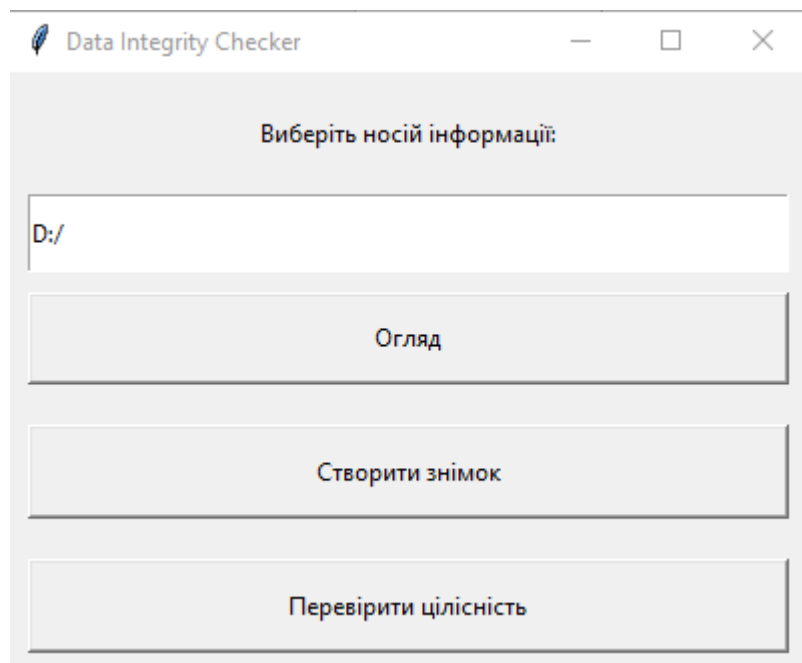 Data Integrity Checker
Виберіть носій інформації:
D:/
Огляд
Створити знімок
Перевірити цілісність